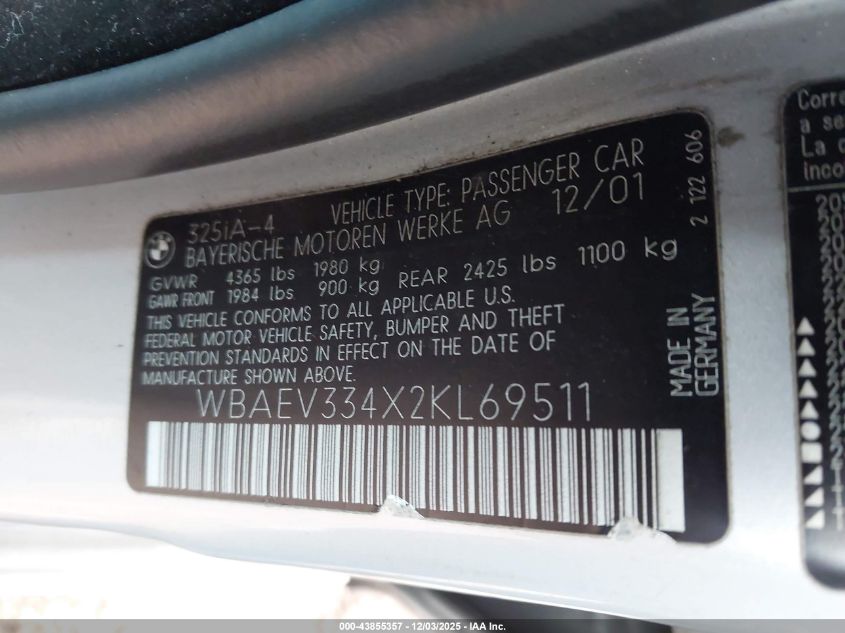 325iA-4 VEHICLE TYPE: PASSENGER CAR
BAYERISCHE MOTOREN WERKE AG 12/01
GVWR 4365 lbs 1980 kg
GAWR FRONT 1984 lbs 900 kg REAR 2425 lbs 1100 kg
THIS VEHICLE CONFORMS TO ALL APPLICABLE U.S.
FEDERAL MOTOR VEHICLE SAFETY, BUMPER AND THEFT
PREVENTION STANDARDS IN EFFECT ON THE DATE OF
MANUFACTURE SHOWN ABOVE.
WBAEV334X2KL69511
MADE IN
GERMANY
2 122 606
a se
La
000-43855357 - 12/03/2025 - IAA Inc.